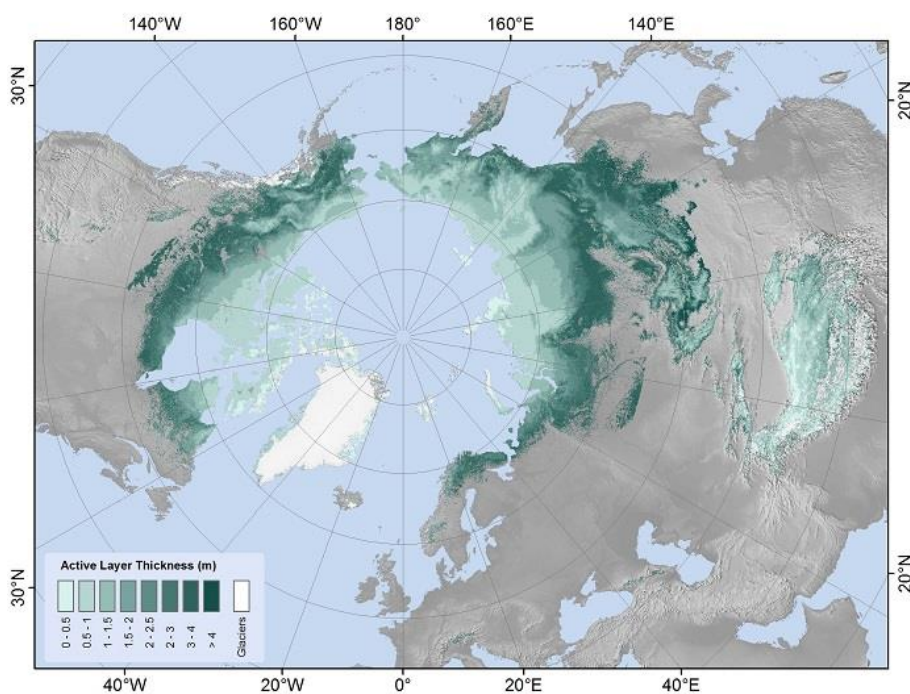 140°W 160°W 180° 160°E 140°E
30°N
20°N
Active Layer Thickness (m)
0 - 0.5
0.5 - 1
1 - 1.5
1.5 - 2
2 - 2.5
2 - 3
3 - 4
> 4
Glaciers
30°N
20°N
40°W 20°W 0° 20°E 40°E